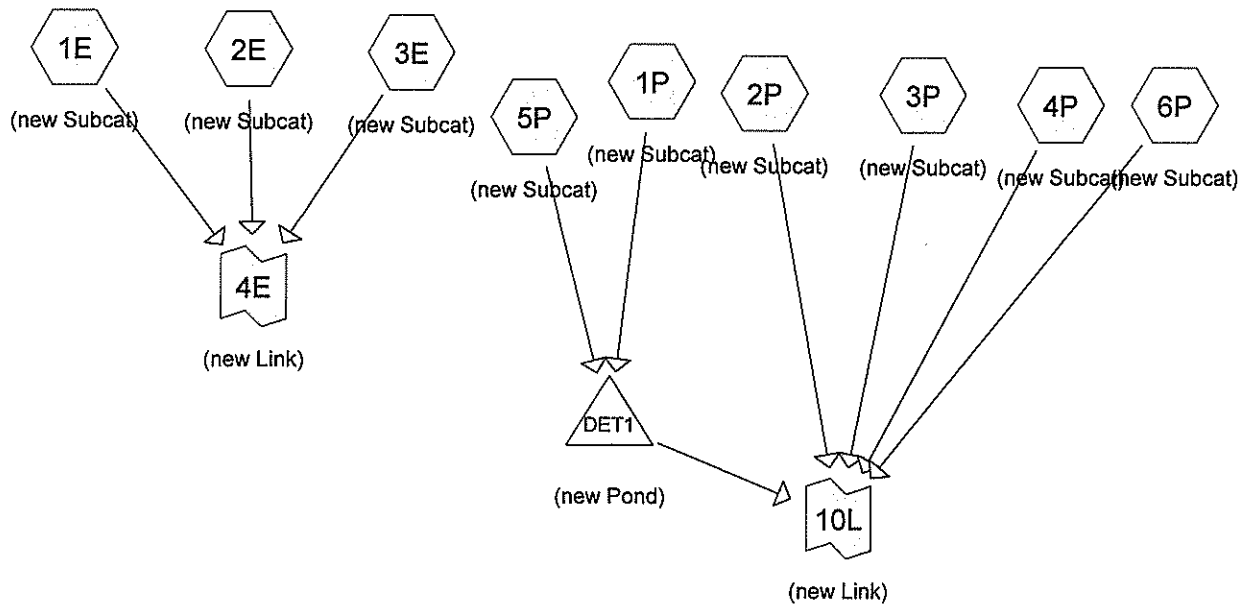 1E
(new Subcat)
2E
(new Subcat)
3E
(new Subcat)
4E
(new Link)
5P
(new Subcat)
1P
(new Subcat)
2P
(new Subcat)
3P
(new Subcat)
4P
(new Subcat)
6P
(new Subcat)
DET1
(new Pond)
10L
(new Link)